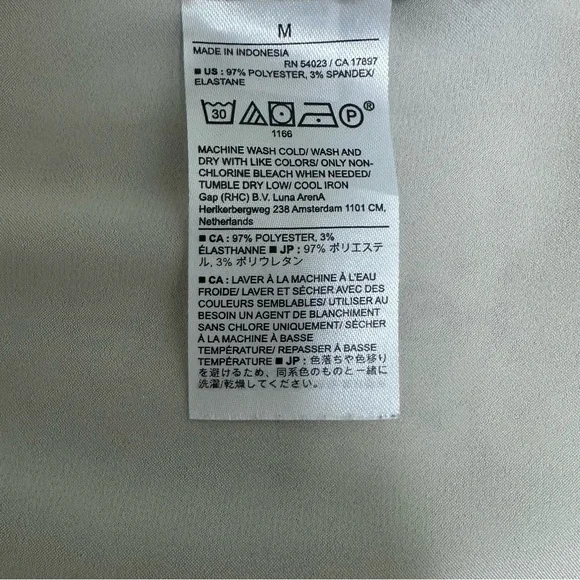 M
MADE IN INDONESIA
RN 54023 / CA 17897
■ US : 97% POLYESTER, 3% SPANDEX/
ELASTANE
30 P ®
1166
MACHINE WASH COLD/ WASH AND
DRY WITH LIKE COLORS/ ONLY NON-
CHLORINE BLEACH WHEN NEEDED/
TUMBLE DRY LOW/ COOL IRON
Gap (RHC) B.V. Luna ArenA
Herikerbergweg 238 Amsterdam 1101 CM,
Netherlands
■ CA : 97% POLYESTER, 3%
ÉLASTHANNE ■ JP : 97% ポリエステ
ル, 3% ポリウレタン
■ CA : LAVER À LA MACHINE À L'EAU
FROIDE/ LAVER ET SÉCHER AVEC DES
COULEURS SEMBLABLES/ UTILISER AU
BESOIN UN AGENT DE BLANCHIMENT
SANS CHLORE UNIQUEMENT/ SÉCHER
À LA MACHINE À BASSE
TEMPÉRATURE/ REPASSER À BASSE
TEMPÉRATURE ■ JP : 色落ちや色移り
を避けるため、同系色のものと一緒に
洗濯/乾燥してください。